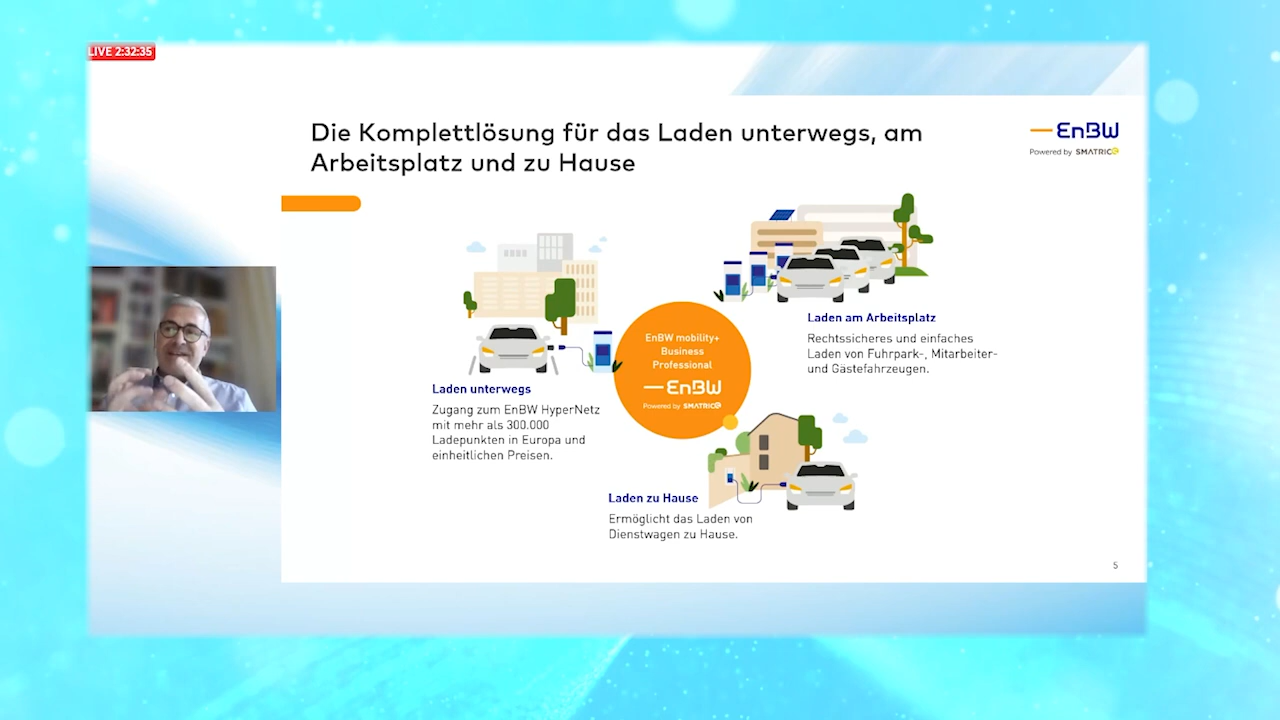 LIVE 2:32:35
Die Komplettlösung für das Laden unterwegs, am
Arbeitsplatz und zu Hause
EnBW
Powered by SMATRICS
Laden am Arbeitsplatz
Rechtssicheres und einfaches
Laden von Fuhrpark-, Mitarbeiter-
und Gästefahrzeugen.
EnBW mobility+
Business
Professional
EnBW
Powered by SMATRICS
Laden unterwegs
Zugang zum EnBW HyperNetz
mit mehr als 300.000
Ladepunkten in Europa und
einheitlichen Preisen.
Laden zu Hause
Ermöglicht das Laden von
Dienstwagen zu Hause.
5